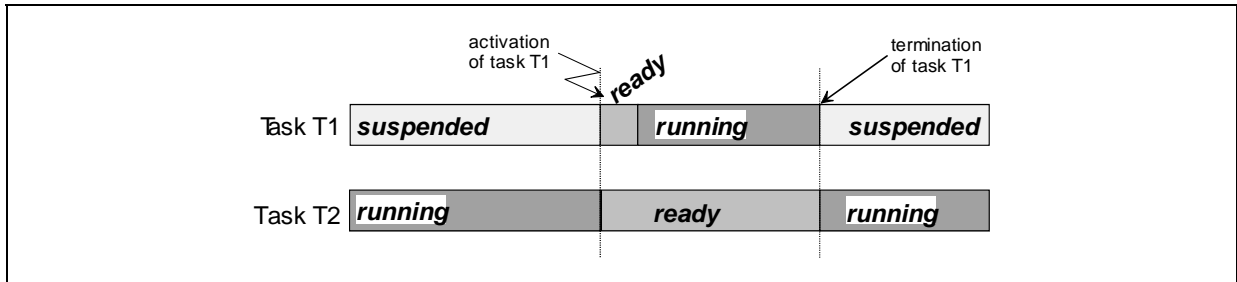 activation
of task T1
termination
of task T1
ready
Task T1 suspended running suspended
Task T2 running ready running